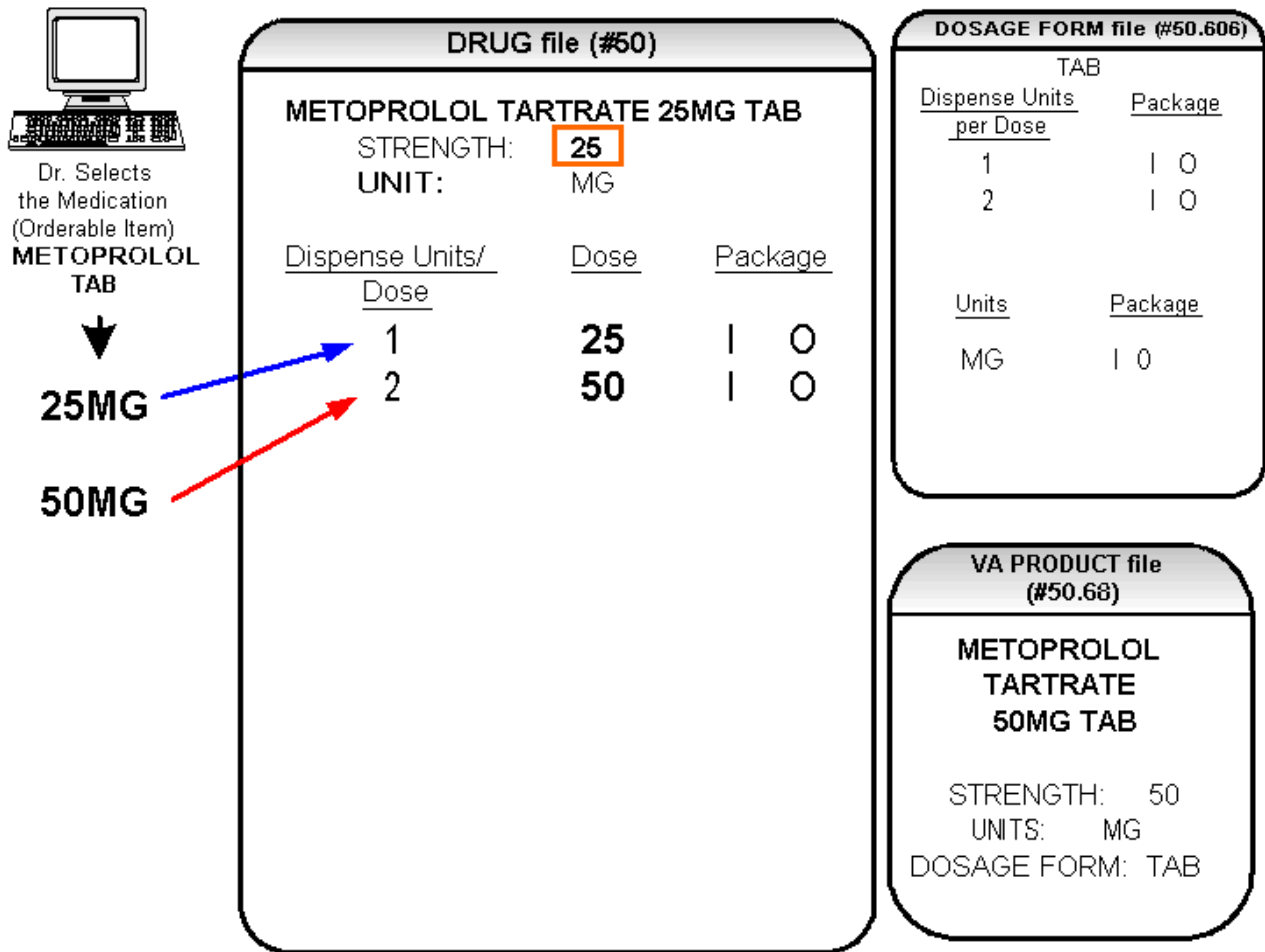 Dr. Selects
the Medication
(Orderable Item)
METOPROLOL
TAB
25MG
50MG
DRUG file (#50)
METOPROLOL TARTRATE 25MG TAB
STRENGTH: 25
UNIT: MG
Dispense Units/ Dose Package
Dose
1 25 I O
2 50 I O
DOSAGE FORM file (#50.606)
TAB
Dispense Units Package
per Dose
1 I O
2 I O
Units Package
MG I 0
VA PRODUCT file
(#50.68)
METOPROLOL
TARTRATE
50MG TAB
STRENGTH: 50
UNITS: MG
DOSAGE FORM: TAB